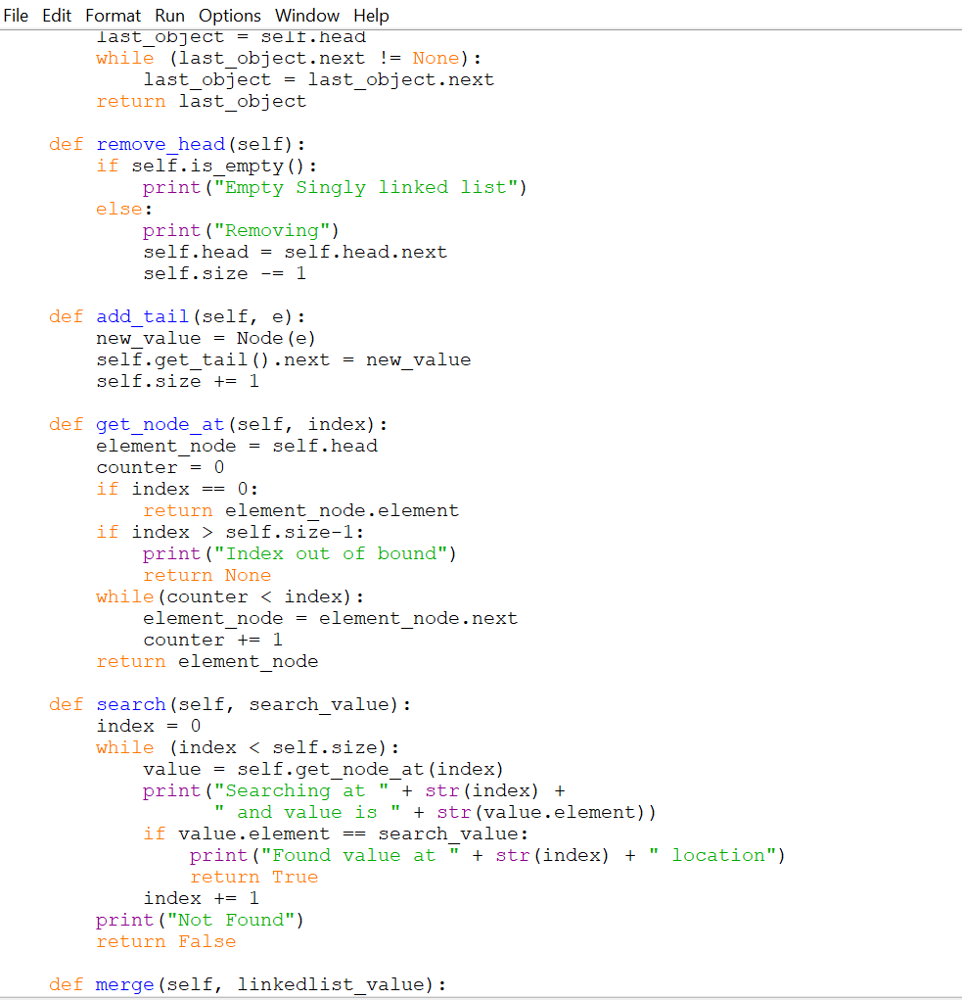 File Edit Format Run Options Window Help
        last_object = self.head
        while (last_object.next != None):
            last_object = last_object.next
        return last_object

    def remove_head(self):
        if self.is_empty():
            print("Empty Singly linked list")
        else:
            print("Removing")
            self.head = self.head.next
            self.size -= 1

    def add_tail(self, e):
        new_value = Node(e)
        self.get_tail().next = new_value
        self.size += 1

    def get_node_at(self, index):
        element_node = self.head
        counter = 0
        if index == 0:
            return element_node.element
        if index > self.size-1:
            print("Index out of bound")
            return None
        while(counter < index):
            element_node = element_node.next
            counter += 1
        return element_node

    def search(self, search_value):
        index = 0
        while (index < self.size):
            value = self.get_node_at(index)
            print("Searching at " + str(index) +
                  " and value is " + str(value.element))
            if value.element == search_value:
                print("Found value at " + str(index) + " location")
                return True
            index += 1
        print("Not Found")
        return False

    def merge(self, linkedlist_value):